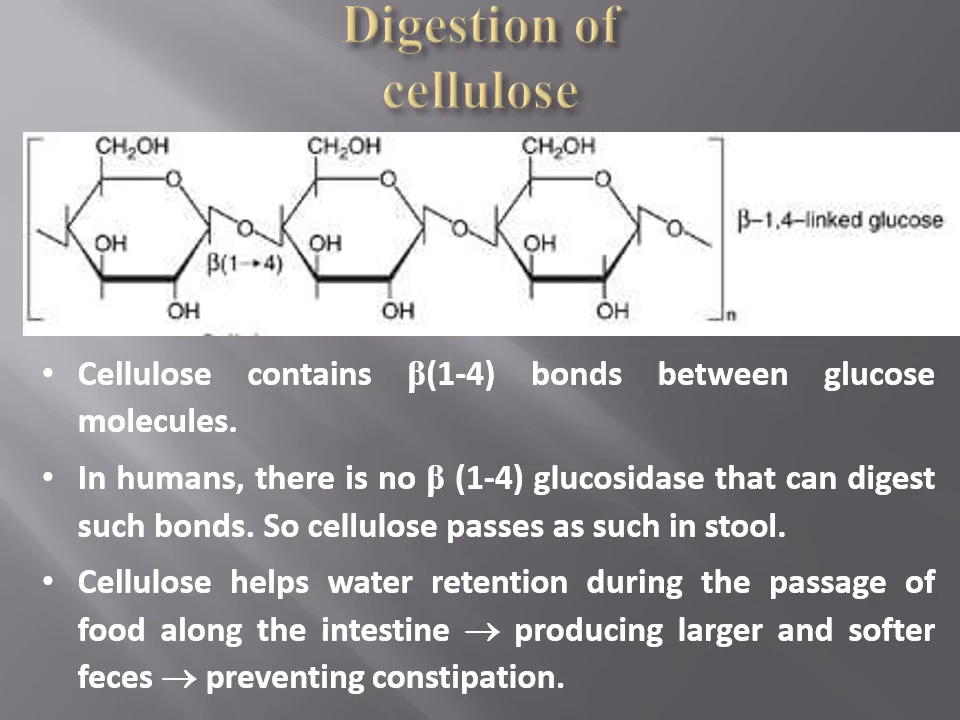 Digestion of
cellulose
CH₂OH CH₂OH CH₂OH
O O O
O O O
β–1,4–linked glucose
OH OH OH
β(1→4)
OH OH OH
n
• Cellulose contains β(1-4) bonds between glucose
molecules.
• In humans, there is no β (1-4) glucosidase that can digest
such bonds. So cellulose passes as such in stool.
• Cellulose helps water retention during the passage of
food along the intestine → producing larger and softer
feces → preventing constipation.